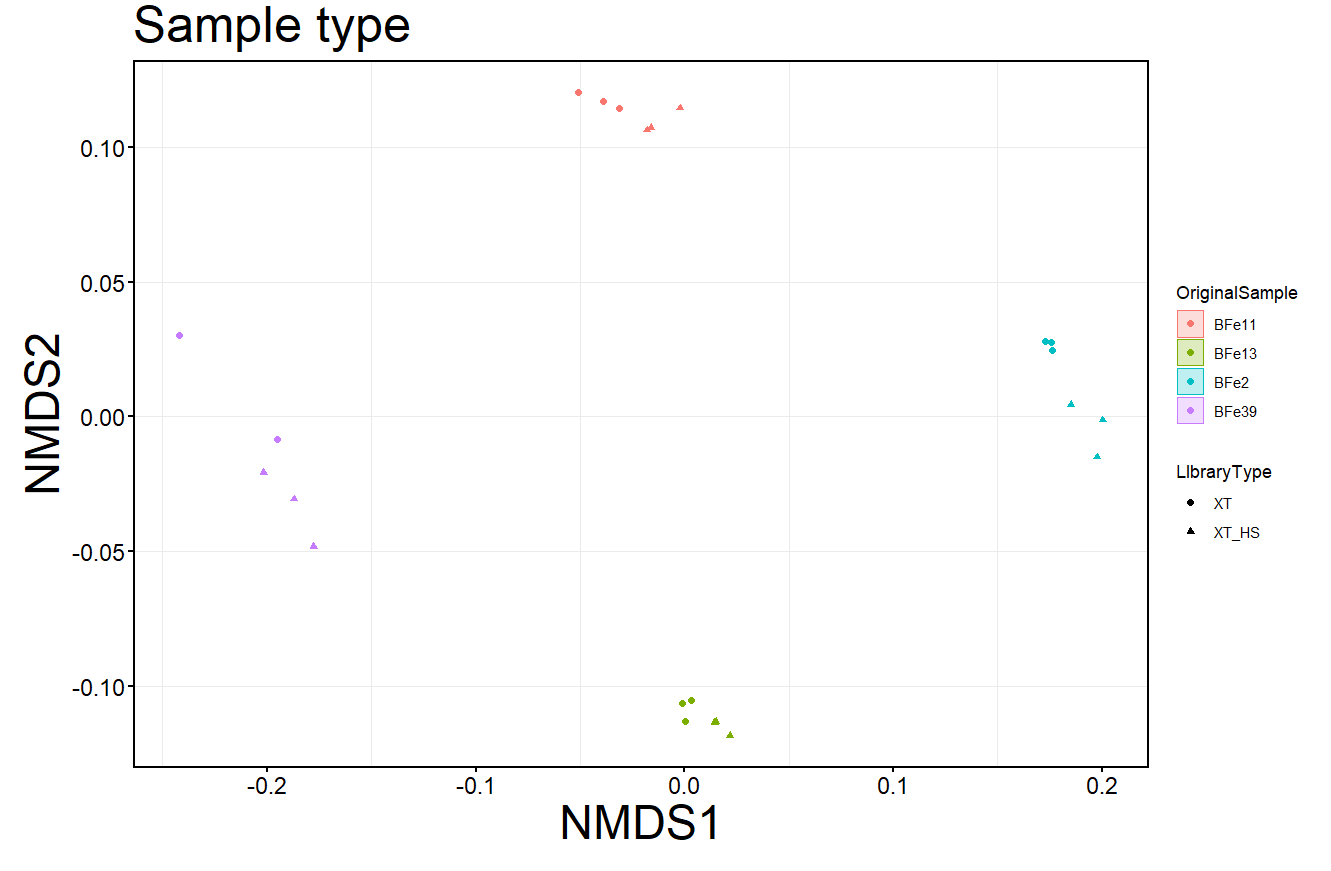 Sample type
0.10
0.05
0.00
-0.05
-0.10
NMDS2
-0.2
-0.1
0.0
0.1
0.2
NMDS1
OriginalSample
BFe11
BFe13
BFe2
BFe39
LIbraryType
XT
XT_HS